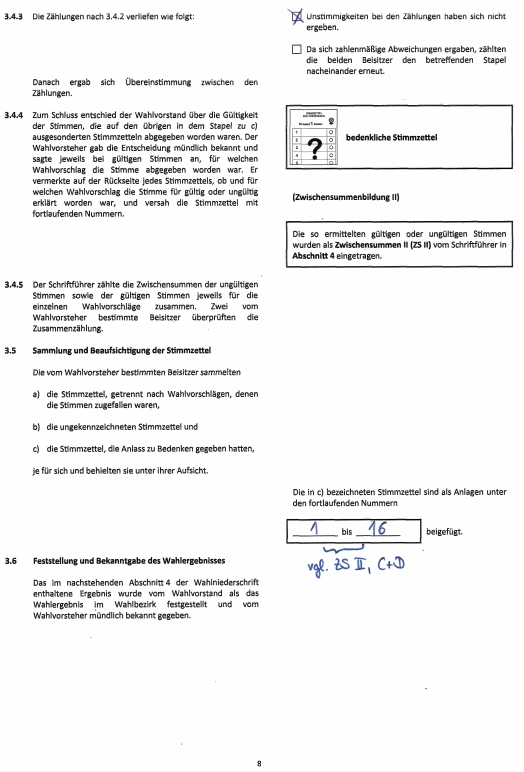 3.4.3 Die Zählungen nach 3.4.2 verliefen wie folgt:
Unstimmigkeiten bei den Zählungen haben sich nicht
ergeben.
Da sich zahlenmäßige Abweichungen ergaben, zählten
die beiden Beisitzer den betreffenden Stapel
nacheinander erneut.
Danach ergab sich Übereinstimmung zwischen den
Zählungen.
3.4.4 Zum Schluss entschied der Wahlvorstand über die Gültigkeit
der Stimmen, die auf den übrigen in dem Stapel zu c)
ausgesonderten Stimmzetteln abgegeben worden waren. Der
Wahlvorsteher gab die Entscheidung mündlich bekannt und
sagte jeweils bei gültigen Stimmen an, für welchen
Wahlvorschlag die Stimme abgegeben worden war. Er
vermerkte auf der Rückseite jedes Stimmzettels, ob und für
welchen Wahlvorschlag die Stimme für gültig oder ungültig
erklärt worden war, und versah die Stimmzettel mit
fortlaufenden Nummern.
1
2
3
4
5
?
bedenkliche Stimmzettel
(Zwischensummenbildung II)
Die so ermittelten gültigen oder ungültigen Stimmen
wurden als Zwischensummen II (ZS II) vom Schriftführer in
Abschnitt 4 eingetragen.
3.4.5 Der Schriftführer zählte die Zwischensummen der ungültigen
Stimmen sowie der gültigen Stimmen jeweils für die
einzelnen Wahlvorschläge zusammen. Zwei vom
Wahlvorsteher bestimmte Beisitzer überprüften die
Zusammenzählung.
3.5 Sammlung und Beaufsichtigung der Stimmzettel
Die vom Wahlvorsteher bestimmten Beisitzer sammelten
a) die Stimmzettel, getrennt nach Wahlvorschlägen, denen
die Stimmen zugefallen waren,
b) die ungekennzeichneten Stimmzettel und
c) die Stimmzettel, die Anlass zu Bedenken gegeben hatten,
je für sich und behielten sie unter ihrer Aufsicht.
Die in c) bezeichneten Stimmzettel sind als Anlagen unter
den fortlaufenden Nummern
1 bis 16 beigefügt.
vgl. ZS II, C+D
3.6 Feststellung und Bekanntgabe des Wahlergebnisses
Das im nachstehenden Abschnitt 4 der Wahlniederschrift
enthaltene Ergebnis wurde vom Wahlvorstand als das
Wahlergebnis im Wahlbezirk festgestellt und vom
Wahlvorsteher mündlich bekannt gegeben.
8